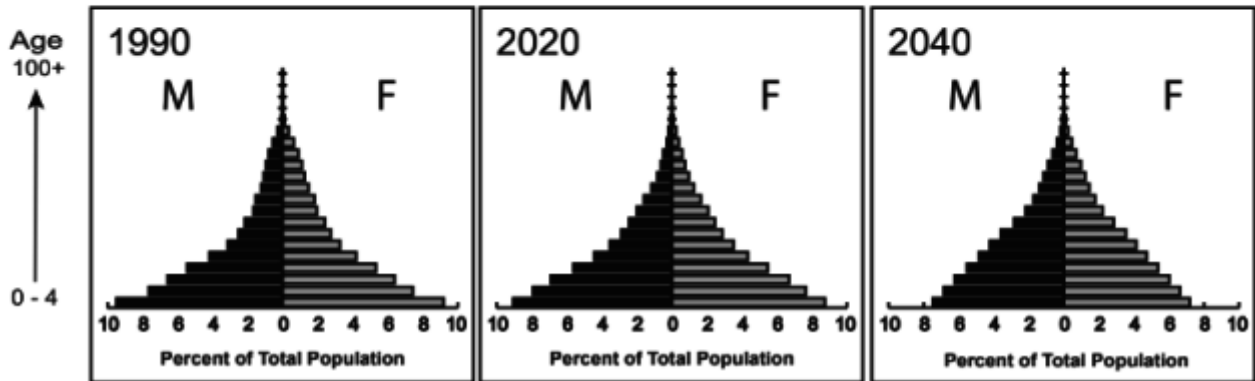 Age
100+
0 - 4
1990
M F
10 8 6 4 2 0 2 4 6 8 10
Percent of Total Population
2020
M F
10 8 6 4 2 0 2 4 6 8 10
Percent of Total Population
2040
M F
10 8 6 4 2 0 2 4 6 8 10
Percent of Total Population